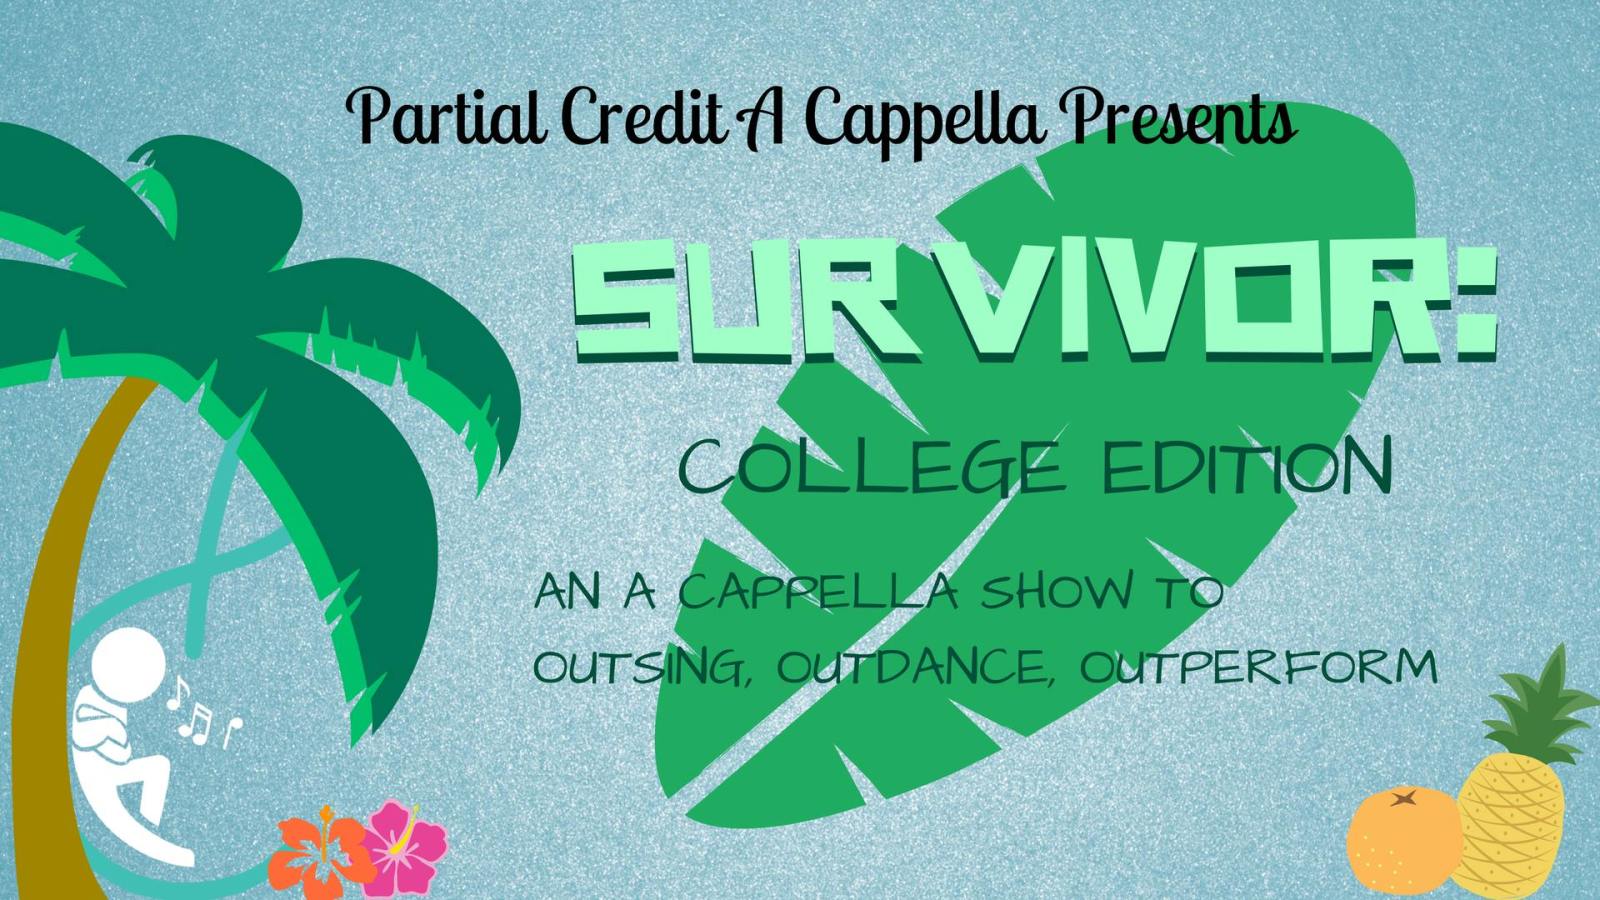 Partial Credit A Cappella Presents
SURVIVOR:
COLLEGE EDITION
AN A CAPPELLA SHOW TO
OUTSING, OUTDANCE, OUTPERFORM